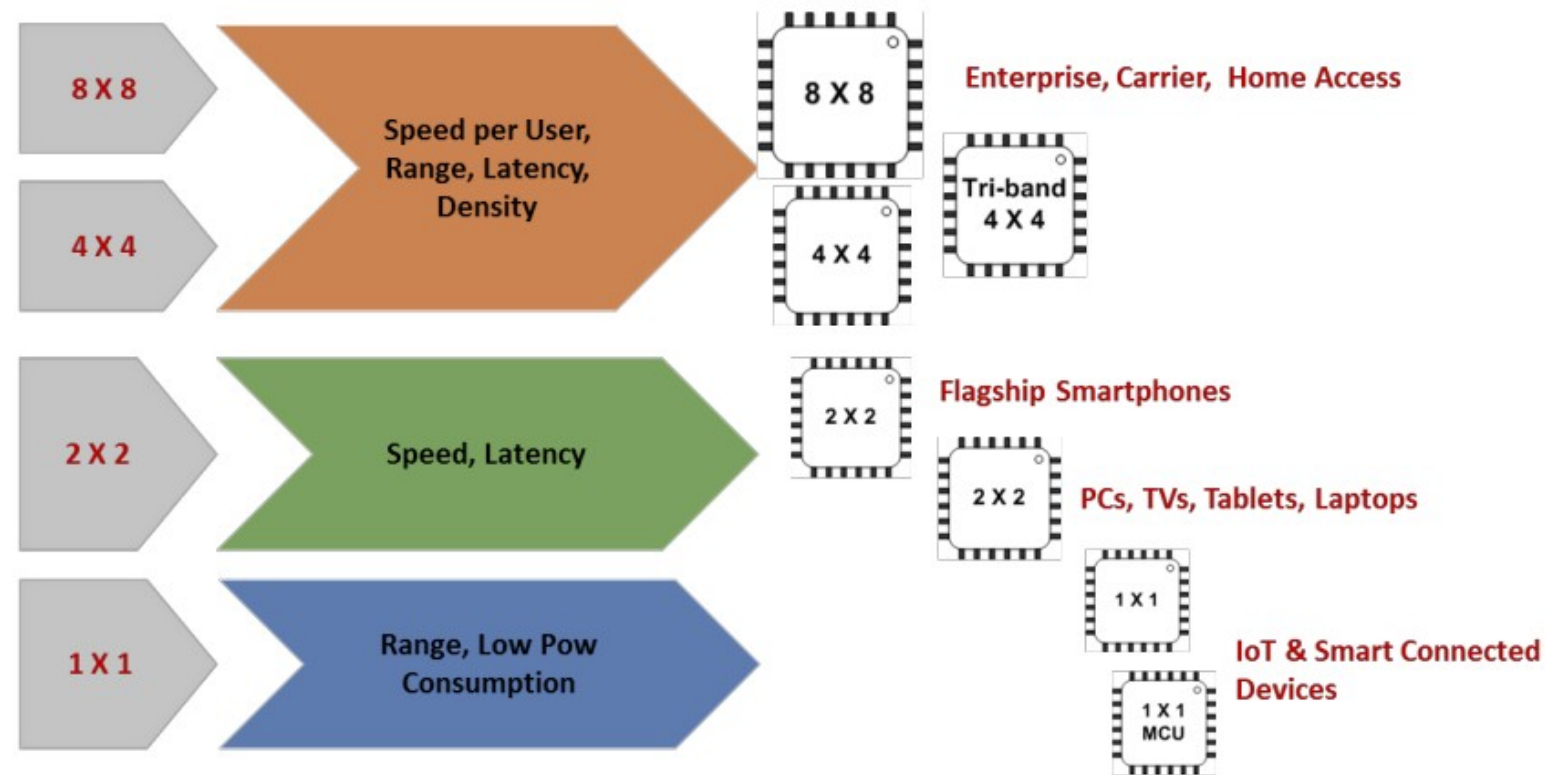 8 X 8
4 X 4
Speed per User,
Range, Latency,
Density
8 X 8
Enterprise, Carrier, Home Access
Tri-band
4 X 4
4 X 4
2 X 2
Speed, Latency
2 X 2
Flagship Smartphones
2 X 2
PCs, TVs, Tablets, Laptops
1 X 1
Range, Low Pow
Consumption
1 X 1
IoT & Smart Connected
Devices
1 X 1
MCU